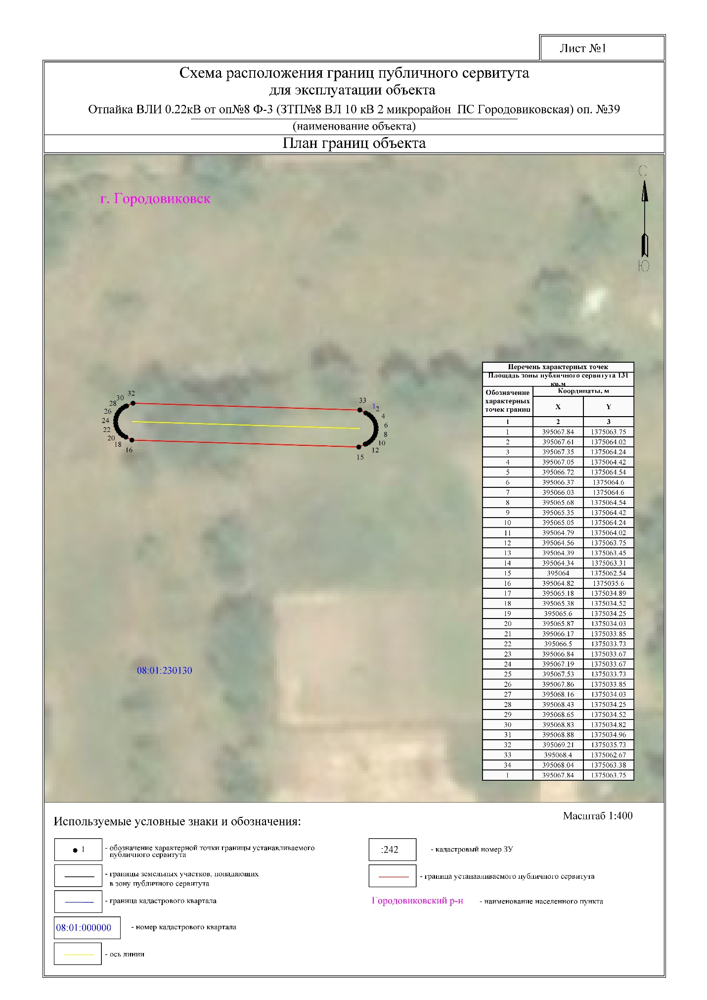 Лист №1
Схема расположения границ публичного сервитута
для эксплуатации объекта
Отпайка ВЛИ 0.22кВ от оп№8 Ф-3 (ЗТП№8 ВЛ 10 кВ 2 микрорайон ПС Городовиковская) оп. №39
(наименование объекта)
План границ объекта
С
г. Городовиковск
Ю
Перечень характерных точек
Площадь зоны публичного сервитута 131
кв.м
Обозначение характерных точек границ Координаты, м
X Y
1 2 3
1 395067.84 1375063.75
2 395067.61 1375064.02
3 395067.35 1375064.24
4 395067.05 1375064.42
5 395066.72 1375064.54
6 395066.37 1375064.6
7 395066.03 1375064.6
8 395065.68 1375064.54
9 395065.35 1375064.42
10 395065.05 1375064.24
11 395064.79 1375064.02
12 395064.56 1375063.75
13 395064.39 1375063.45
14 395064.34 1375063.31
15 395064 1375062.54
16 395064.82 1375035.6
17 395065.18 1375034.89
18 395065.38 1375034.52
19 395065.6 1375034.25
20 395065.87 1375034.03
21 395066.17 1375033.85
22 395066.5 1375033.73
23 395066.84 1375033.67
24 395067.19 1375033.67
25 395067.53 1375033.73
26 395067.86 1375033.85
27 395068.16 1375034.03
28 395068.43 1375034.25
29 395068.65 1375034.52
30 395068.83 1375034.82
31 395068.88 1375034.96
32 395069.21 1375035.73
33 395068.4 1375062.67
34 395068.04 1375063.38
1 395067.84 1375063.75
32
30
28
26
24
22
20
18
16
33
1
2
4
6
8
10
12
15
08:01:230130
Масштаб 1:400
Используемые условные знаки и обозначения:
1 - обозначение характерной точки границы устанавливаемого
публичного сервитута
:242 - кадастровый номер ЗУ
- границы земельных участков, попадающих
в зону публичного сервитута
- граница устанавливаемого публичного сервитута
- граница кадастрового квартала
Городовиковский р-н - наименование населенного пункта
08:01:000000 - номер кадастрового квартала
- ось линии